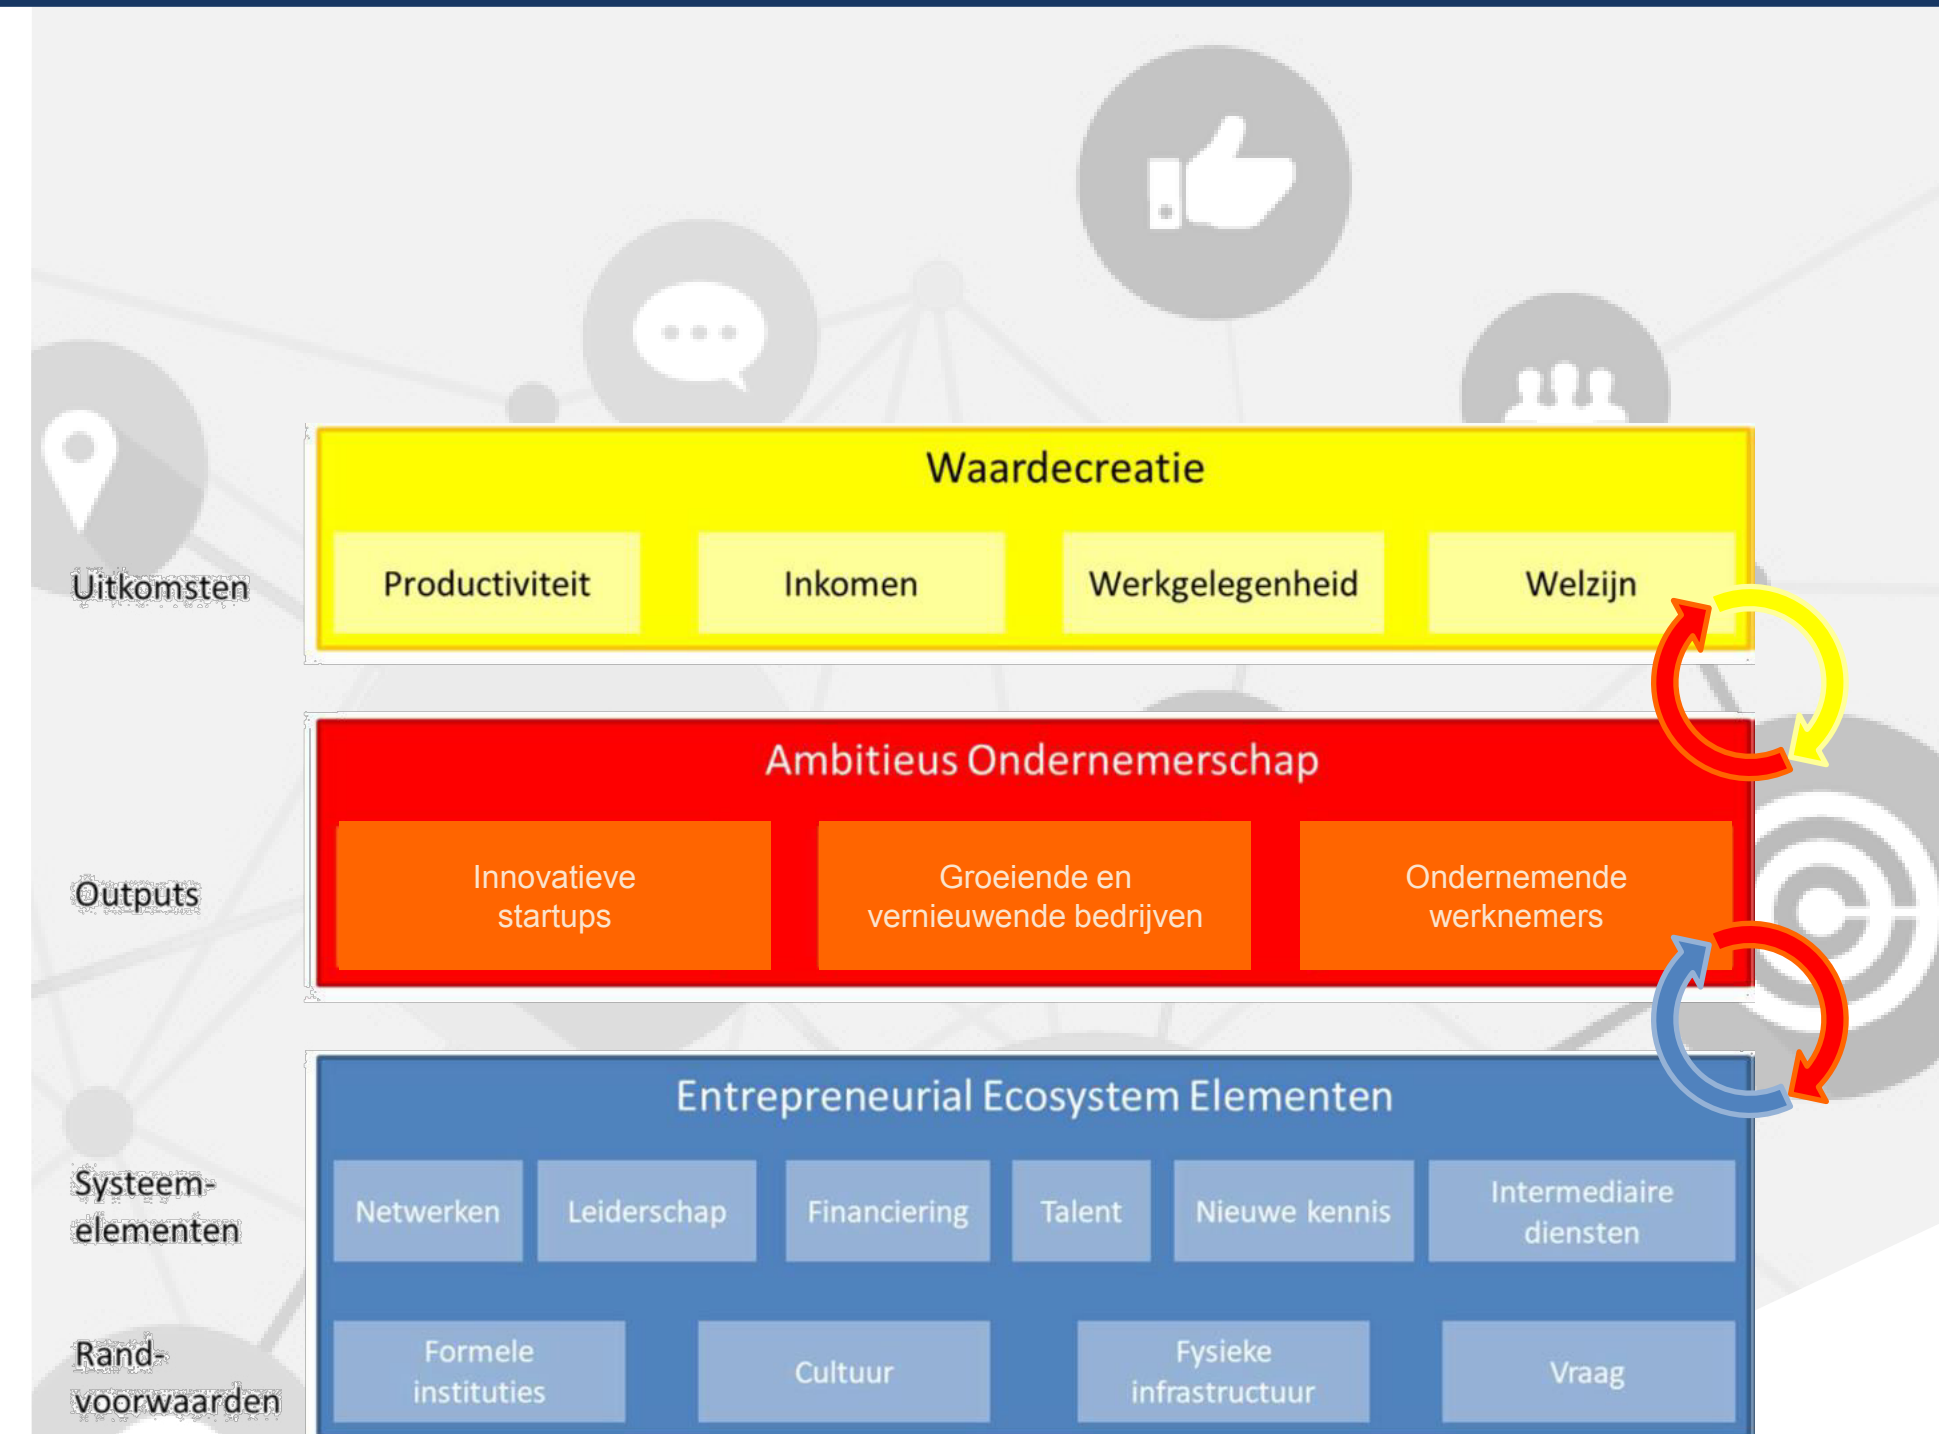 Waardecreatie
Uitkomsten
Productiviteit
Inkomen
Werkgelegenheid
Welzijn
Ambitieus Ondernemerschap
Outputs
Innovatieve
startups
Groeiende en
vernieuwende bedrijven
Ondernemende
werknemers
Entrepreneurial Ecosystem Elementen
Systeem-
elementen
Netwerken
Leiderschap
Financiering
Talent
Nieuwe kennis
Intermediaire
diensten
Rand-
voorwaarden
Formele
instituties
Cultuur
Fysieke
infrastructuur
Vraag